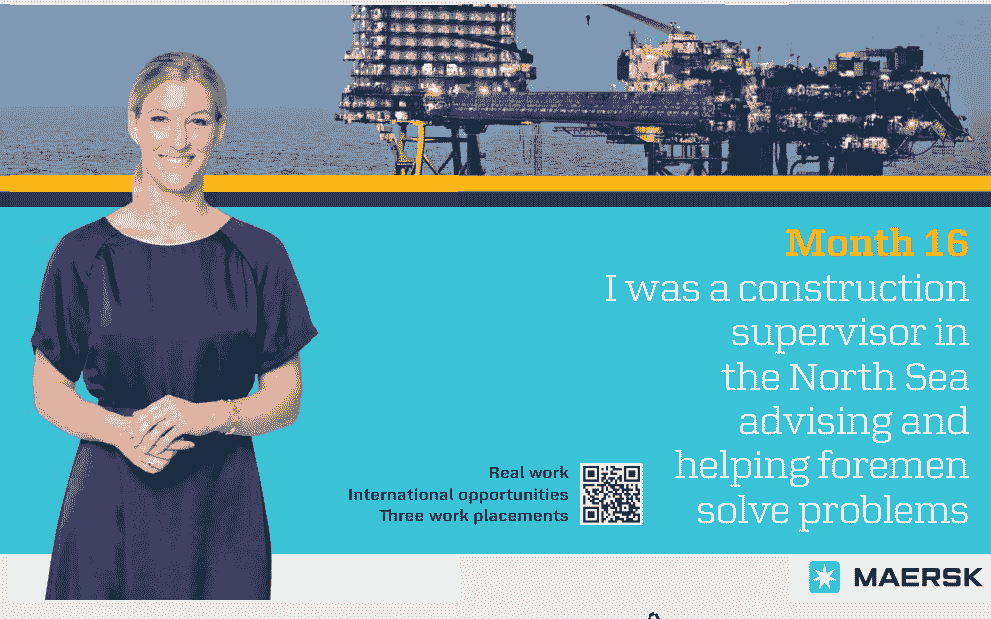 Month 16
I was a construction
supervisor in
the North Sea
advising and
helping foremen
solve problems
Real work
International opportunities
Three work placements
MAERSK